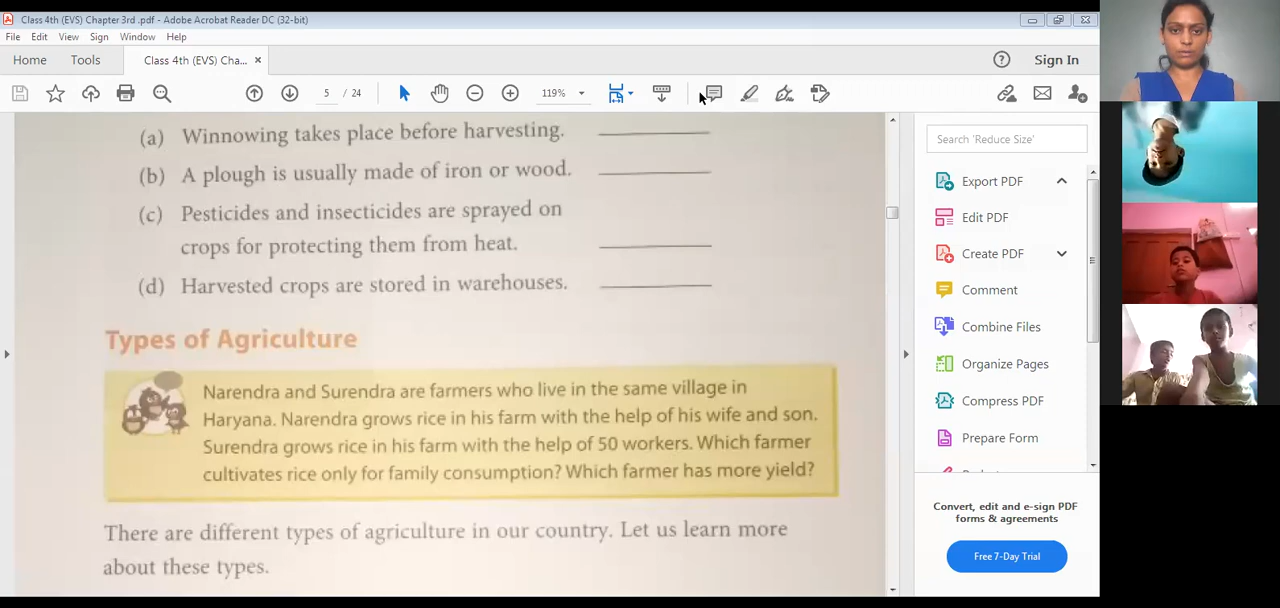 Class 4th (EVS) Chapter 3rd .pdf - Adobe Acrobat Reader DC (32-bit)
File Edit View Sign Window Help
Home Tools Class 4th (EVS) Cha... × Sign In
5 / 24 119%
(a) Winnowing takes place before harvesting.
(b) A plough is usually made of iron or wood.
(c) Pesticides and insecticides are sprayed on
crops for protecting them from heat.
(d) Harvested crops are stored in warehouses.
Types of Agriculture
Narendra and Surendra are farmers who live in the same village in
Haryana. Narendra grows rice in his farm with the help of his wife and son.
Surendra grows rice in his farm with the help of 50 workers. Which farmer
cultivates rice only for family consumption? Which farmer has more yield?
There are different types of agriculture in our country. Let us learn more
about these types.
Search 'Reduce Size'
Export PDF
Edit PDF
Create PDF
Comment
Combine Files
Organize Pages
Compress PDF
Prepare Form
Convert, edit and e-sign PDF
forms & agreements
Free 7-Day Trial